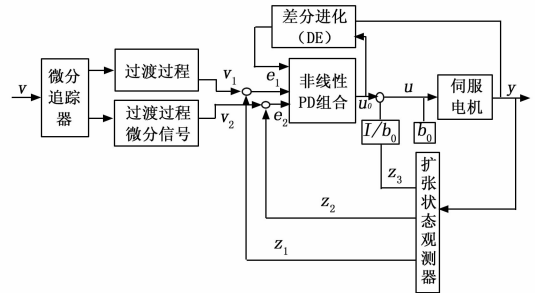 差分进化
（DE）
v
微分
追踪
器
过渡过程
过渡过程
微分信号
v₁
v₂
e₁
e₂
非线性
PD组合
u₀
u
I/b₀
b₀
伺服
电机
y
z₃
z₂
z₁
扩
张
状
态
观
测
器